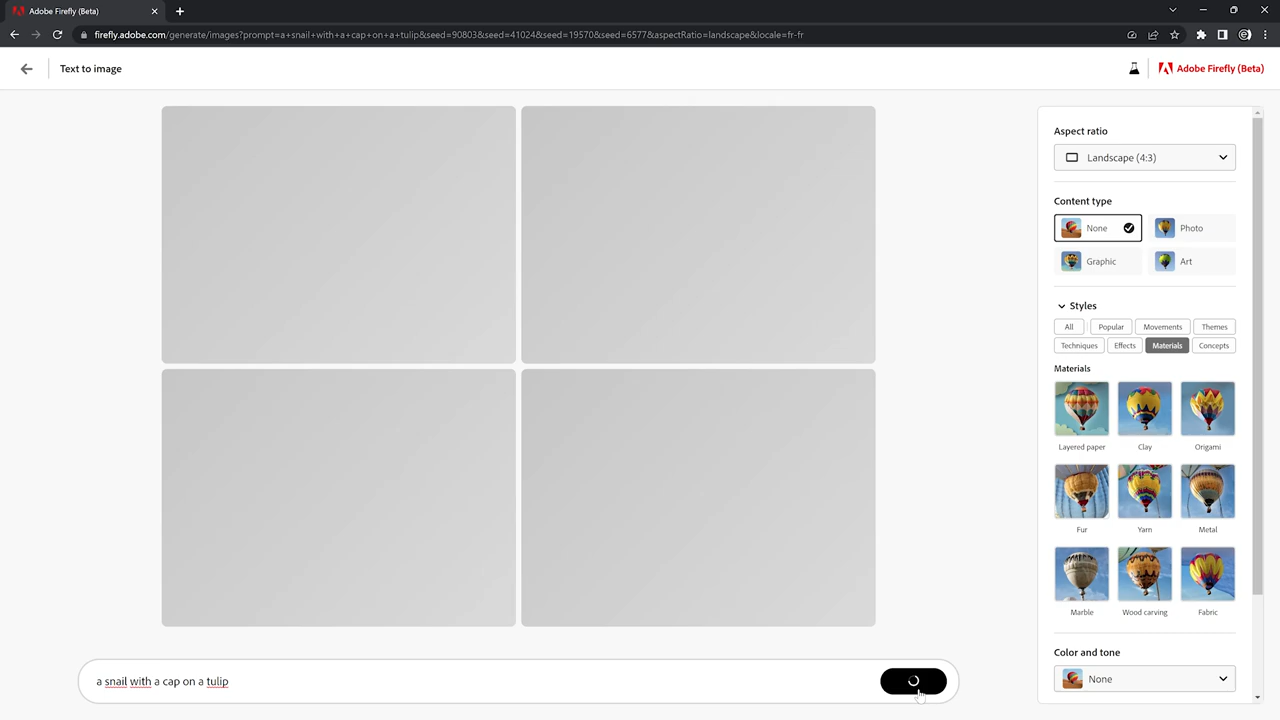 Adobe Firefly (Beta)
firefly.adobe.com/generate/images?prompt=a+snail+with+a+cap+on+a+tulip&seed=90803&seed=41024&seed=19570&seed=6577&aspectRatio=landscape&locale=fr-fr
Text to image
Adobe Firefly (Beta)
Aspect ratio
Landscape (4:3)
Content type
None
Photo
Graphic
Art
Styles
All Popular Movements Themes
Techniques Effects Materials Concepts
Materials
Layered paper Clay Origami
Fur Yarn Metal
Marble Wood carving Fabric
Color and tone
None
a snail with a cap on a tulip